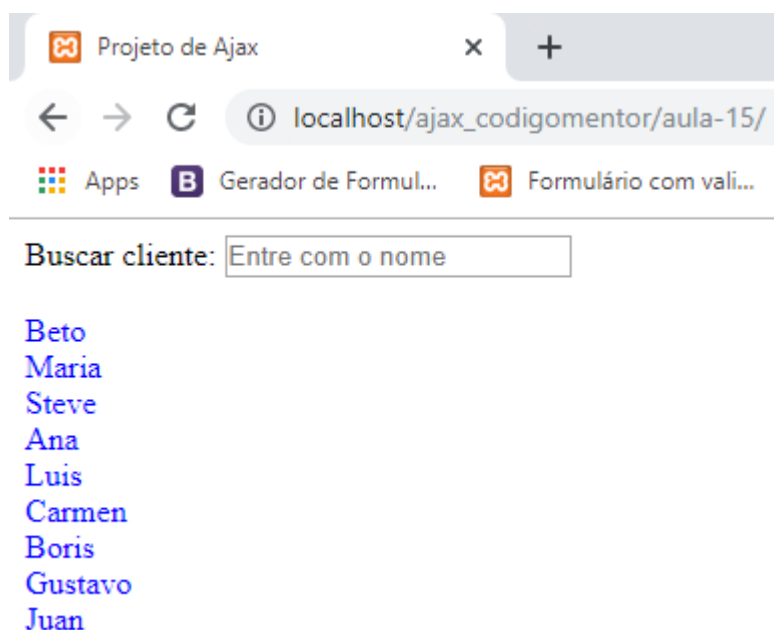 Projeto de Ajax
localhost/ajax_codigomentor/aula-15/
Apps Gerador de Formul... Formulário com vali...
Buscar cliente: Entre com o nome
Beto
Maria
Steve
Ana
Luis
Carmen
Boris
Gustavo
Juan